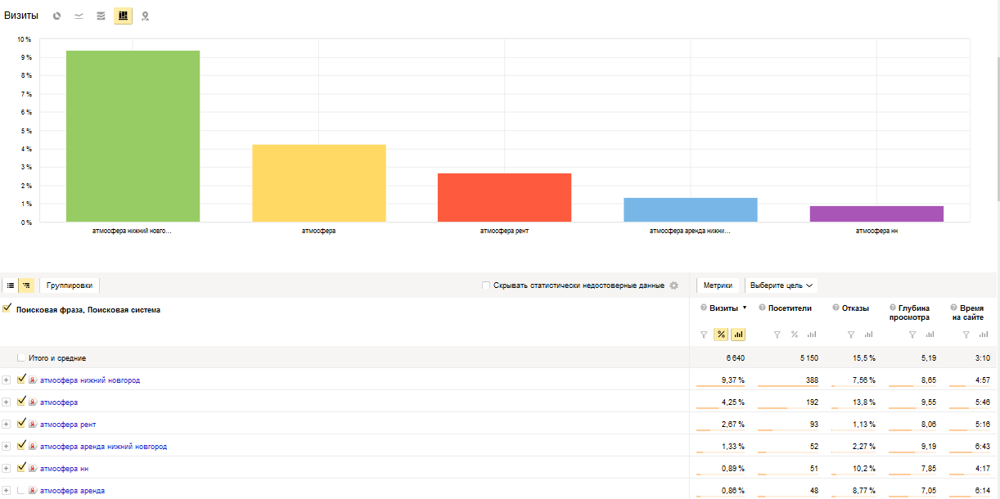 Визиты
10 %
9 %
8 %
7 %
6 %
5 %
4 %
3 %
2 %
1 %
0 %
атмосфера нижний новго... атмосфера атмосфера рент атмосфера аренда нижни... атмосфера нн
Группировки Скрывать статистически недостоверные данные Метрики Выберите цель
Поисковая фраза, Поисковая система Визиты Посетители Отказы Глубина просмотра Время на сайте
% %
Итого и средние 6 640 5 150 15,5 % 5,19 3:10
Я атмосфера нижний новгород 9,37 % 388 7,56 % 8,65 4:57
Я атмосфера 4,25 % 192 13,8 % 9,55 5:46
Я атмосфера рент 2,67 % 93 1,13 % 8,06 5:16
Я атмосфера аренда нижний новгород 1,33 % 52 2,27 % 9,19 6:43
Я атмосфера нн 0,89 % 51 10,2 % 7,85 4:17
Я атмосфера аренда 0,86 % 48 8,77 % 7,05 6:14